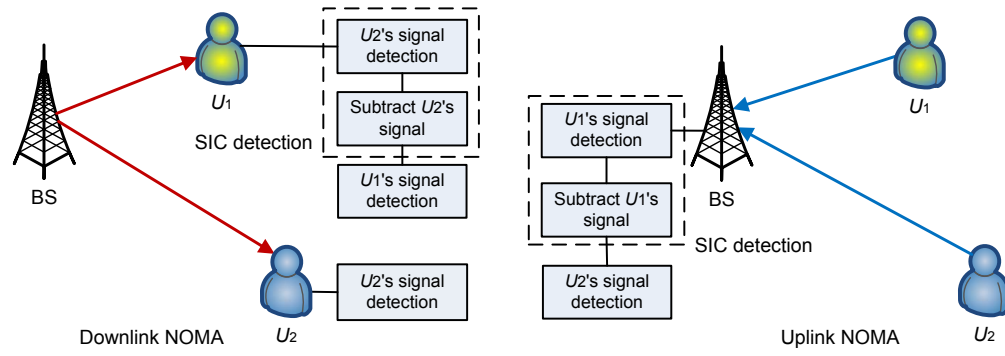 U1
U2's signal
detection
Subtract U2's
signal
SIC detection
U1's signal
detection
BS
U2
U2's signal
detection
Downlink NOMA
U1
U1's signal
detection
BS
Subtract U1's
signal
SIC detection
U2's signal
detection
U2
Uplink NOMA